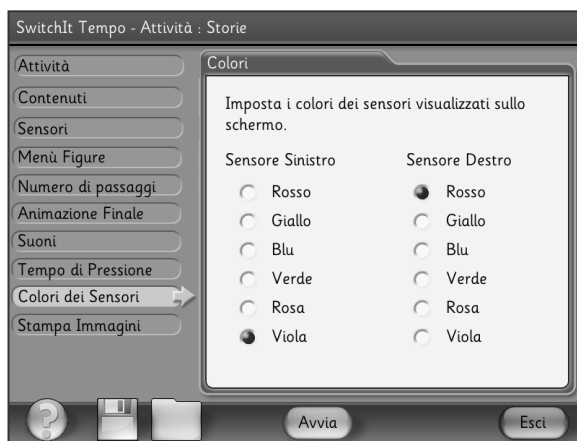 SwitchIt Tempo - Attività : Storie
Attività
Contenuti
Sensori
Menù Figure
Numero di passaggi
Animazione Finale
Suoni
Tempo di Pressione
Colori dei Sensori
Stampa Immagini
Colori
Imposta i colori dei sensori visualizzati sullo
schermo.
Sensore Sinistro
Rosso
Giallo
Blu
Verde
Rosa
Viola
Sensore Destro
Rosso
Giallo
Blu
Verde
Rosa
Viola
?
Avvia
Esci